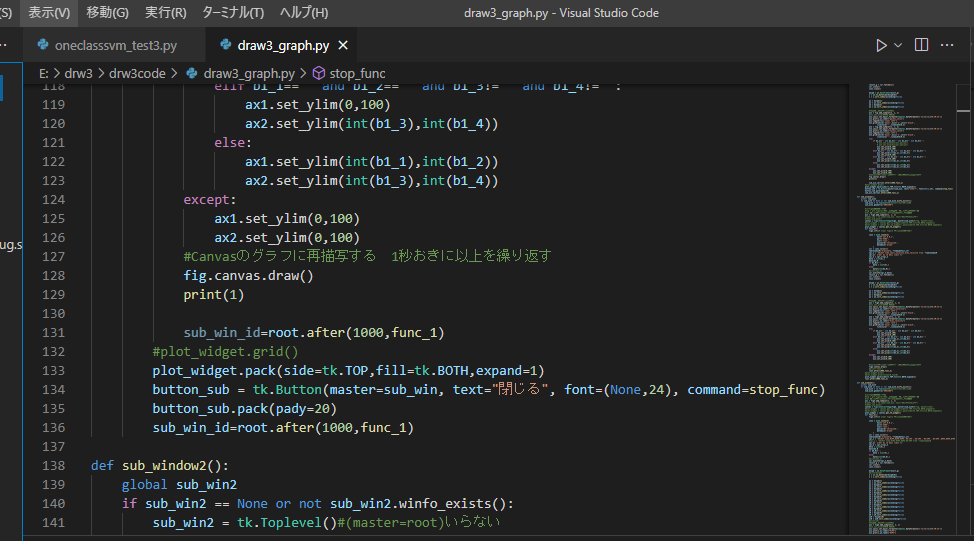 S) 表示(V) 移動(G) 実行(R) ターミナル(T) ヘルプ(H) draw3_graph.py - Visual Studio Code
oneclasssvm_test3.py draw3_graph.py
E: > drw3 > drw3code > draw3_graph.py > stop_func
118 elif b1_1== and b1_2== and b1_3!= and b1_4!= :
119 ax1.set_ylim(0,100)
120 ax2.set_ylim(int(b1_3),int(b1_4))
121 else:
122 ax1.set_ylim(int(b1_1),int(b1_2))
123 ax2.set_ylim(int(b1_3),int(b1_4))
124 except:
125 ax1.set_ylim(0,100)
126 ax2.set_ylim(0,100)
127 #Canvasのグラフに再描写する　1秒おきに以上を繰り返す
128 fig.canvas.draw()
129 print(1)
130
131 sub_win_id=root.after(1000,func_1)
132 #plot_widget.grid()
133 plot_widget.pack(side=tk.TOP,fill=tk.BOTH,expand=1)
134 button_sub = tk.Button(master=sub_win, text="閉じる", font=(None,24), command=stop_func)
135 button_sub.pack(pady=20)
136 sub_win_id=root.after(1000,func_1)
137
138 def sub_window2():
139 global sub_win2
140 if sub_win2 == None or not sub_win2.winfo_exists():
141 sub_win2 = tk.Toplevel()#(master=root)いらない
ug.s